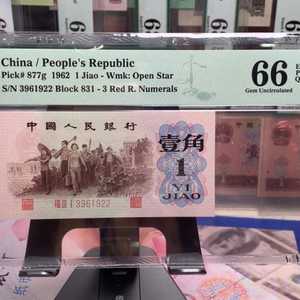 China / People's Republic
Pick# 877g 1962 1 Jiao - Wmk: Open Star
S/N 3961922 Block 831 - 3 Red R. Numerals
66
Gem Uncirculated
中國人民銀行
壹角
1
YI
JIAO
3961922